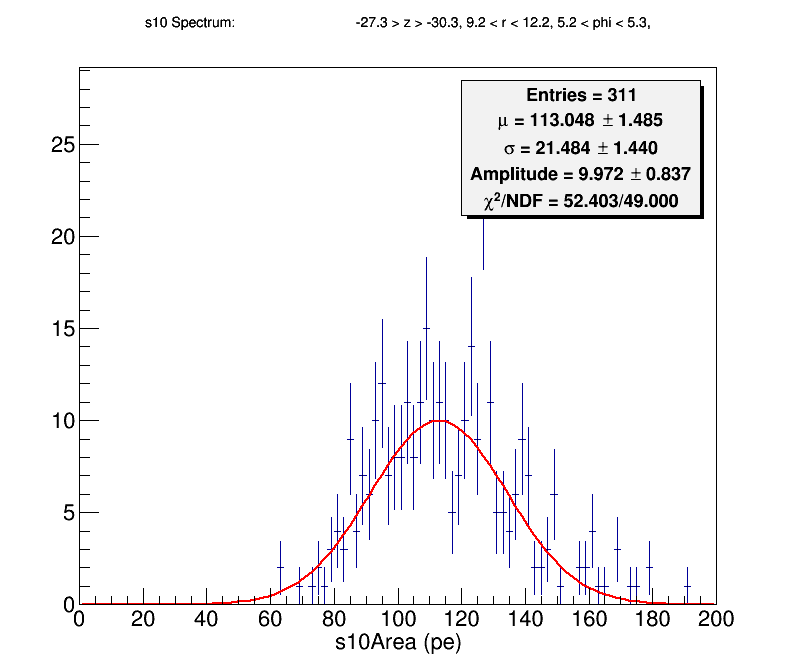 s10 Spectrum: -27.3 > z > -30.3, 9.2 < r < 12.2, 5.2 < phi < 5.3,
Entries = 311
μ = 113.048 ± 1.485
σ = 21.484 ± 1.440
Amplitude = 9.972 ± 0.837
χ²/NDF = 52.403/49.000
25
20
15
10
5
0
0 20 40 60 80 100 120 140 160 180 200
s10Area (pe)